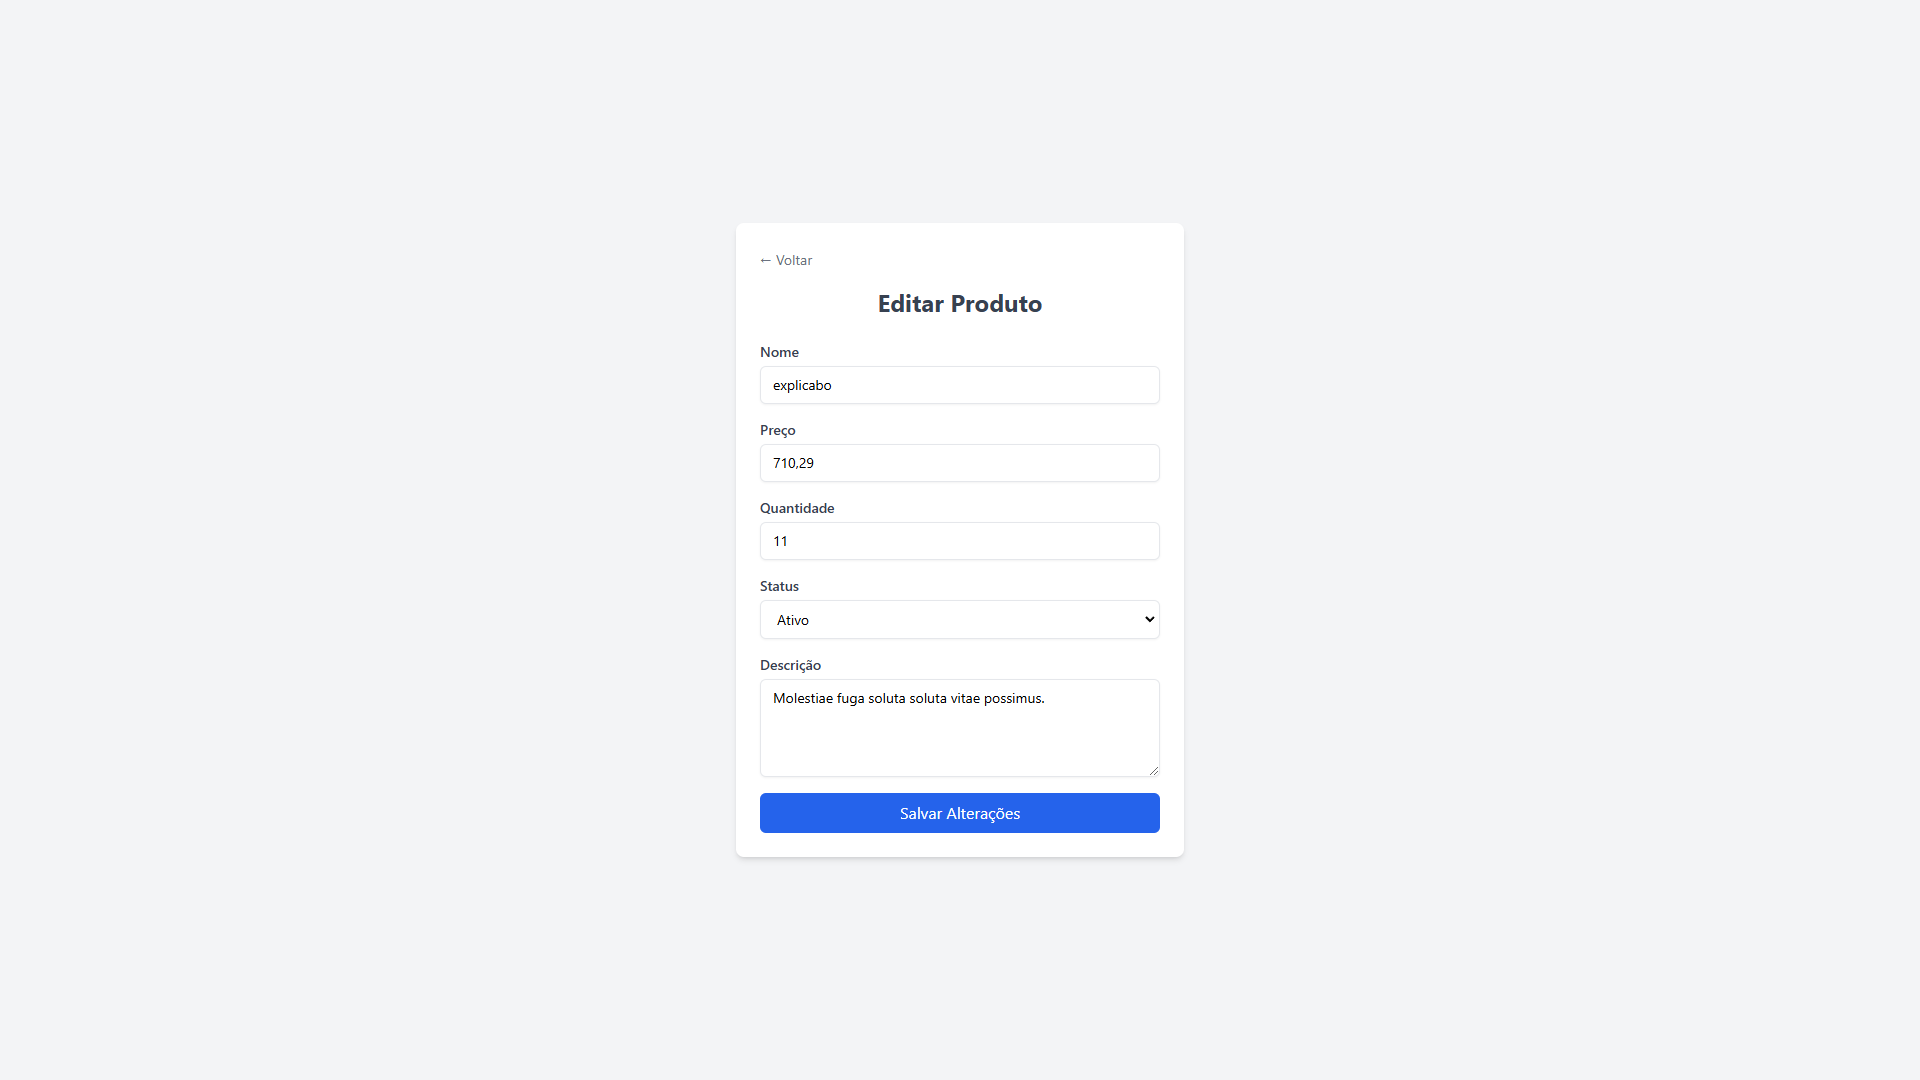 ← Voltar
Editar Produto
Nome
explicabo
Preço
710,29
Quantidade
11
Status
Ativo
Descrição
Molestiae fuga soluta soluta vitae possimus.
Salvar Alterações